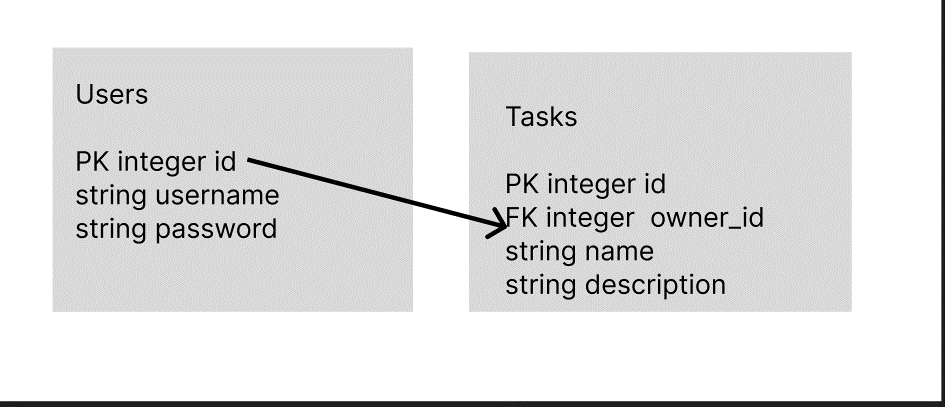 Users
PK integer id
string username
string password
Tasks
PK integer id
FK integer  owner_id
string name
string description